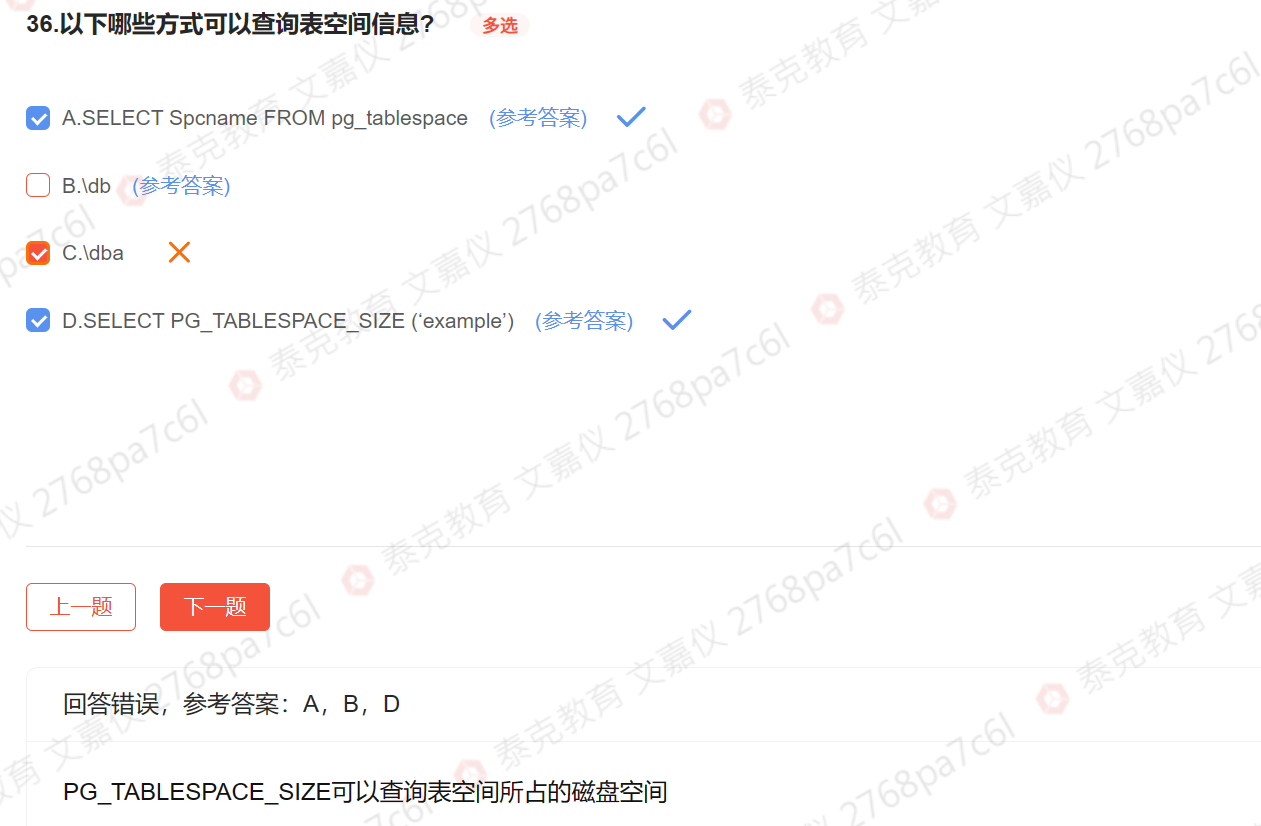 36.以下哪些方式可以查询表空间信息? 多选
A.SELECT Spcname FROM pg_tablespace (参考答案)
B.\db (参考答案)
C.\dba
D.SELECT PG_TABLESPACE_SIZE (‘example’) (参考答案)
上一题 下一题
回答错误，参考答案：A，B，D
PG_TABLESPACE_SIZE可以查询表空间所占的磁盘空间
泰克教育 文嘉仪 2768pa7c6l